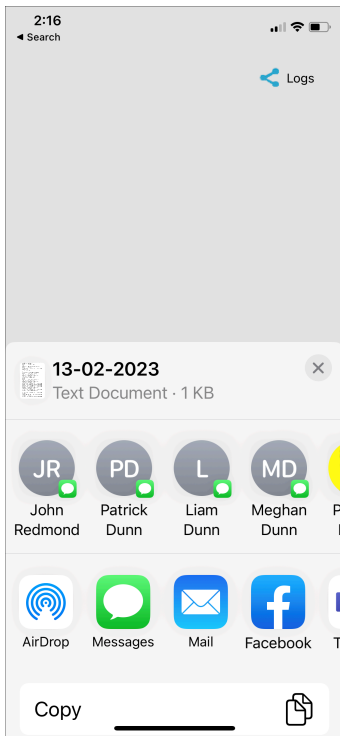 2:16
◀ Search
Logs
13-02-2023
Text Document · 1 KB
JR
PD
L
MD
John
Redmond
Patrick
Dunn
Liam
Dunn
Meghan
Dunn
P
AirDrop
Messages
Mail
Facebook
T
Copy